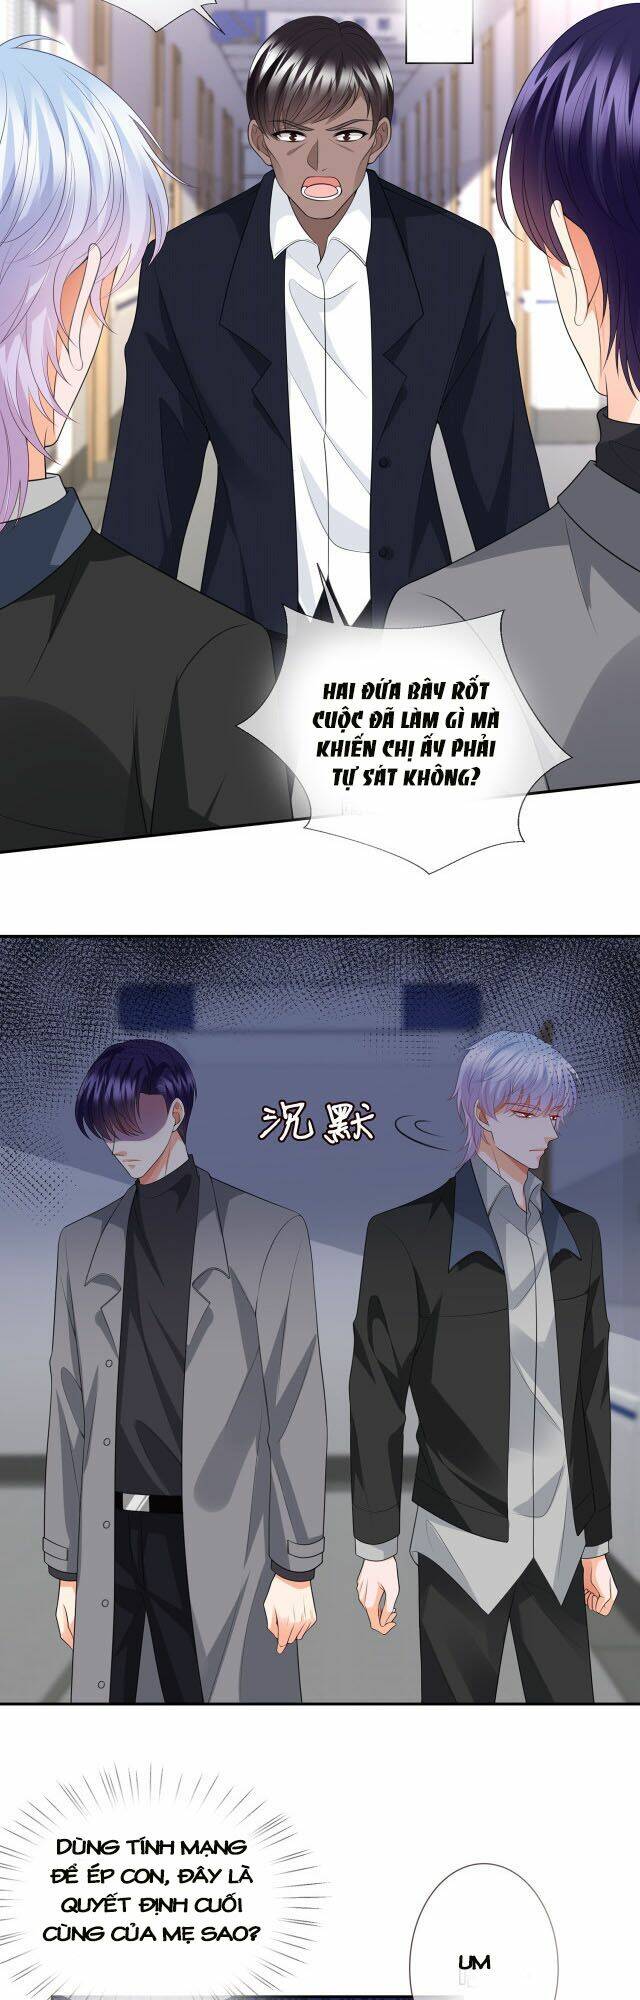 HAI ĐỨA BÂY RỐT
CUỘC ĐÃ LÀM GÌ MÀ
KHIẾN CHỊ ẤY PHẢI
TỰ SÁT KHÔNG?
沉默
DÙNG TÍNH MẠNG
ĐỂ ÉP CON, ĐÂY LÀ
QUYẾT ĐỊNH CUỐI
CÙNG CỦA MẸ SAO?
UM